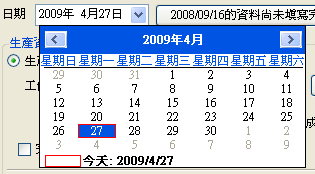 日期 2009年 4月27日 2008/09/16的資料尚未填寫完
2009年4月
星期日 星期一 星期二 星期三 星期四 星期五 星期六
29 30 31 1 2 3 4
5 6 7 8 9 10 11
12 13 14 15 16 17 18
19 20 21 22 23 24 25
26 27 28 29 30 1 2
3 4 5 6 7 8 9
今天: 2009/4/27
生產
生
工
成